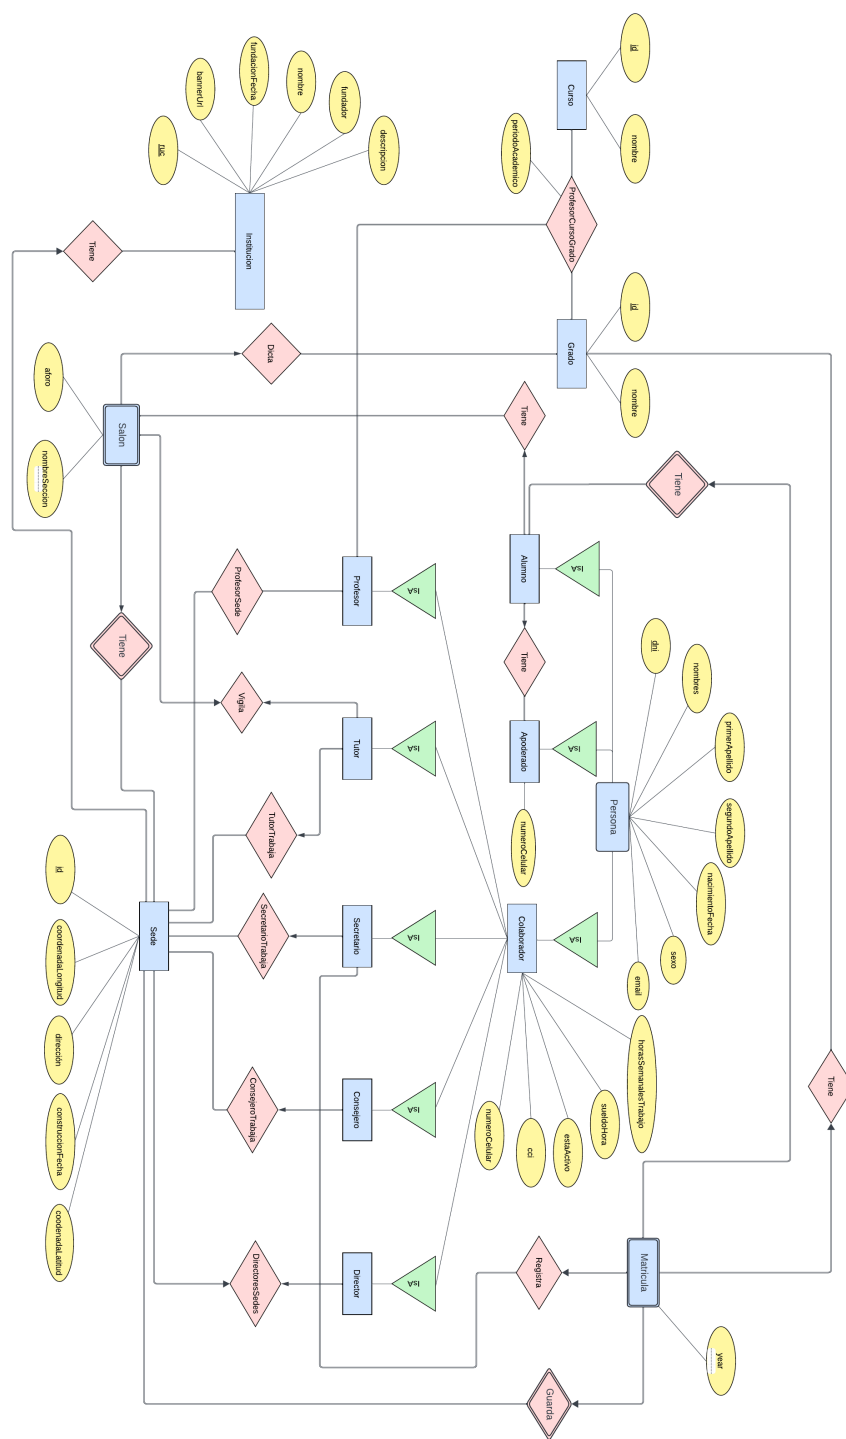 Tiene
primerApellido
segundoApellido
year
nombres
nacimientoFecha
Tiene
sexo
dni
id
nombre
id
nombre
email
horasSemanalesTrabajo
Matricula
Persona
sueldoHora
ISA
ISA
ISA
estaActivo
Curso
ProfesorCursoGrado
Grado
cci
Registra
Guarda
periodoAcademico
Tiene
Alumno
Tiene
Apoderado
numeroCelular
Colaborador
numeroCelular
ISA
ISA
ISA
ISA
ISA
descripcion
fundador
nombre
fundacionFecha
bannerUrl
ruc
Profesor
Tutor
Secretario
Consejero
Director
Institucion
Dicta
ProfesorSede
Vigila
TutorTrabaja
SecretarioTrabaja
ConsejeroTrabaja
DirectoresSedes
Tiene
Salon
Tiene
Sede
aforo
nombreSeccion
id
coordenadaLongitud
dirección
construccionFecha
coodenadaLatitud